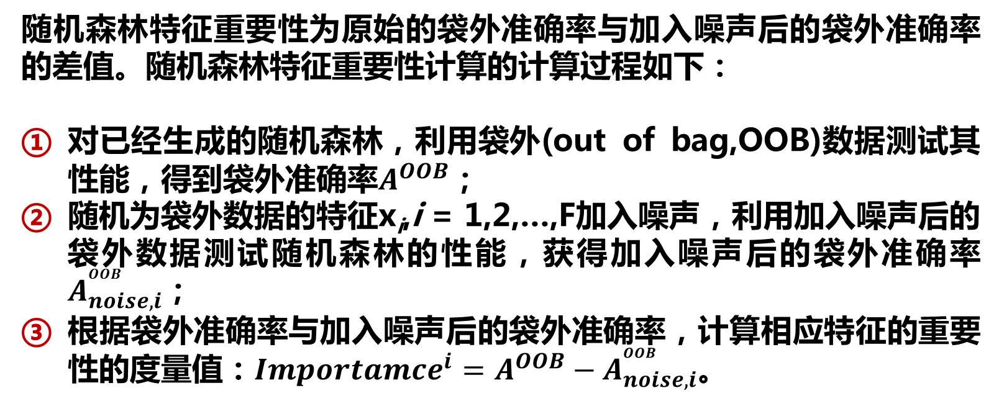 随机森林特征重要性为原始的袋外准确率与加入噪声后的袋外准确率
的差值。随机森林特征重要性计算的计算过程如下：
① 对已经生成的随机森林，利用袋外(out of bag,OOB)数据测试其
性能，得到袋外准确率A^{OOB}；
② 随机为袋外数据的特征x_i,i = 1,2,...,F加入噪声，利用加入噪声后的
袋外数据测试随机森林的性能，获得加入噪声后的袋外准确率
A_{noise,i}^{OOB}；
③ 根据袋外准确率与加入噪声后的袋外准确率，计算相应特征的重要
性的度量值：Importamce^i = A^{OOB} − A_{noise,i}^{OOB}。